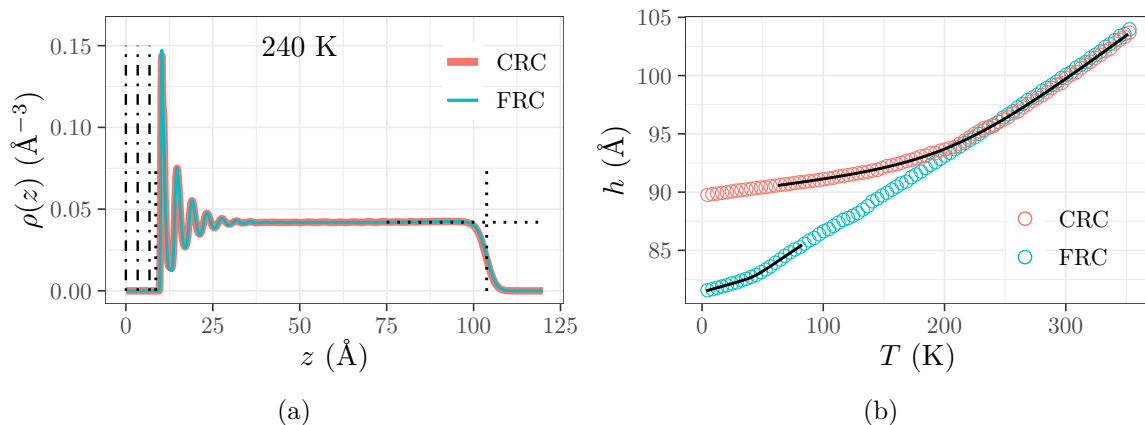 240 K
CRC
FRC
ρ(z) (Å⁻³)
0.15
0.10
0.05
0.00
0 25 50 75 100 125
z (Å)
(a)
h (Å)
105
100
95
90
85
CRC
FRC
0 100 200 300
T (K)
(b)